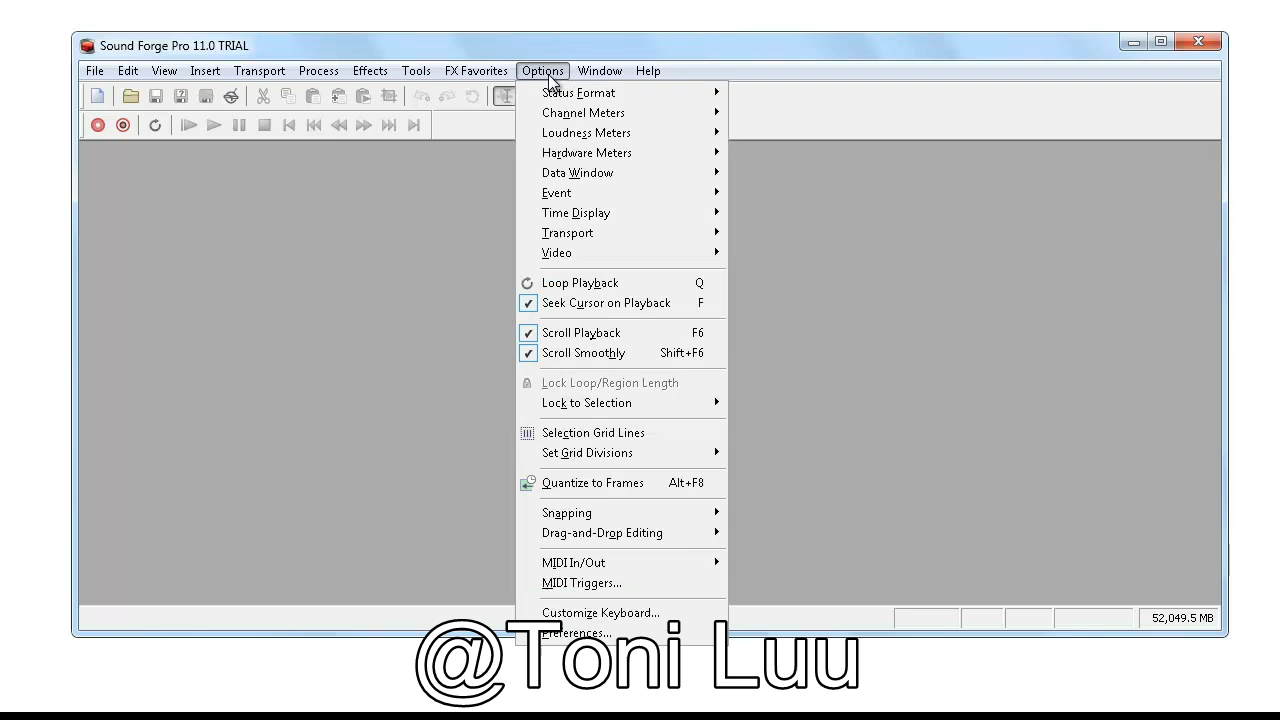 Sound Forge Pro 11.0 TRIAL
File Edit View Insert Transport Process Effects Tools FX Favorites Options Window Help
Status Format
Channel Meters
Loudness Meters
Hardware Meters
Data Window
Event
Time Display
Transport
Video
Loop Playback Q
Seek Cursor on Playback F
Scroll Playback F6
Scroll Smoothly Shift+F6
Lock Loop/Region Length
Lock to Selection
Selection Grid Lines
Set Grid Divisions
Quantize to Frames Alt+F8
Snapping
Drag-and-Drop Editing
MIDI In/Out
MIDI Triggers...
Customize Keyboard...
52,049.5 MB
Preferences...
@Toni Luu